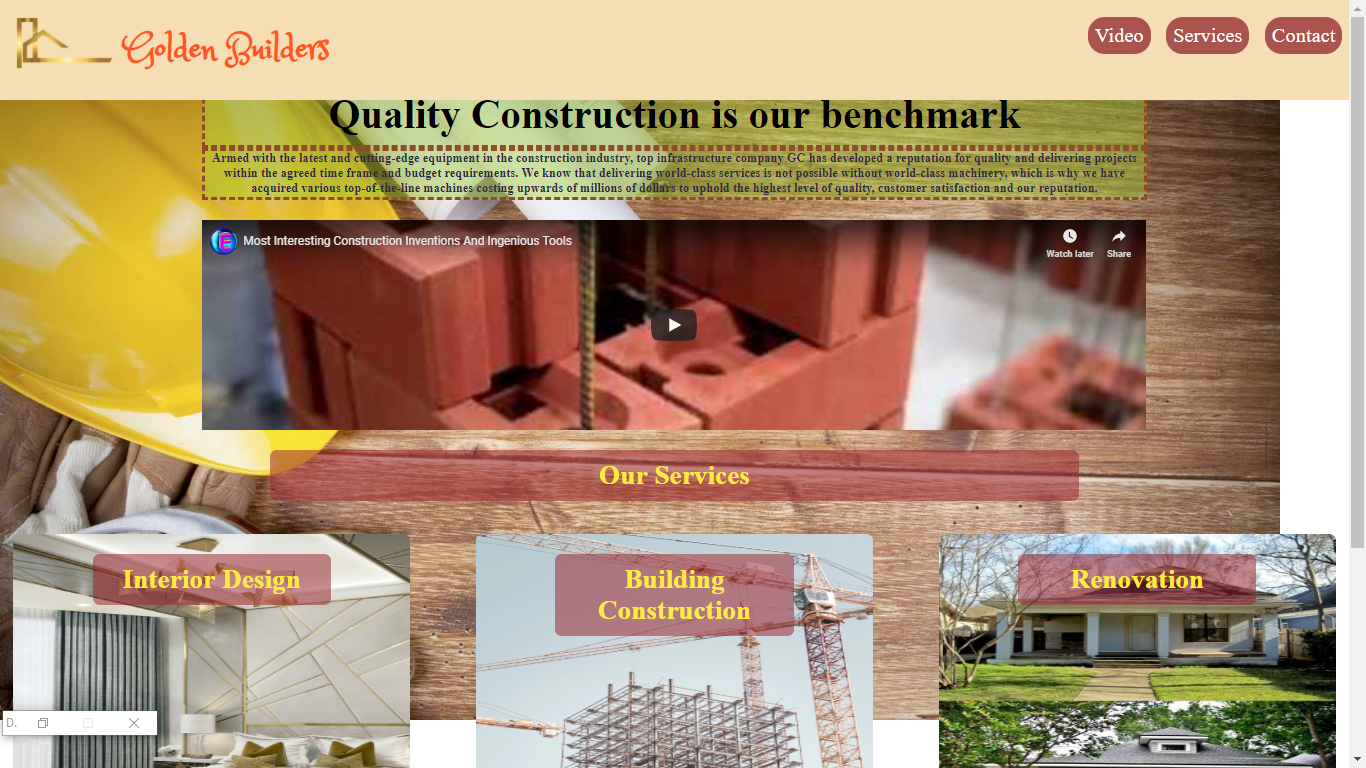 Golden Builders
Video
Services
Contact
Quality Construction is our benchmark
Armed with the latest and cutting-edge equipment in the construction industry, top infrastructure company GC has developed a reputation for quality and delivering projects
within the agreed time frame and budget requirements. We know that delivering world-class services is not possible without world-class machinery, which is why we have
acquired various top-of-the-line machines costing upwards of millions of dollars to uphold the highest level of quality, customer satisfaction and our reputation.
Most Interesting Construction Inventions And Ingenious Tools
Watch later
Share
Our Services
Interior Design
Building
Construction
Renovation
D.